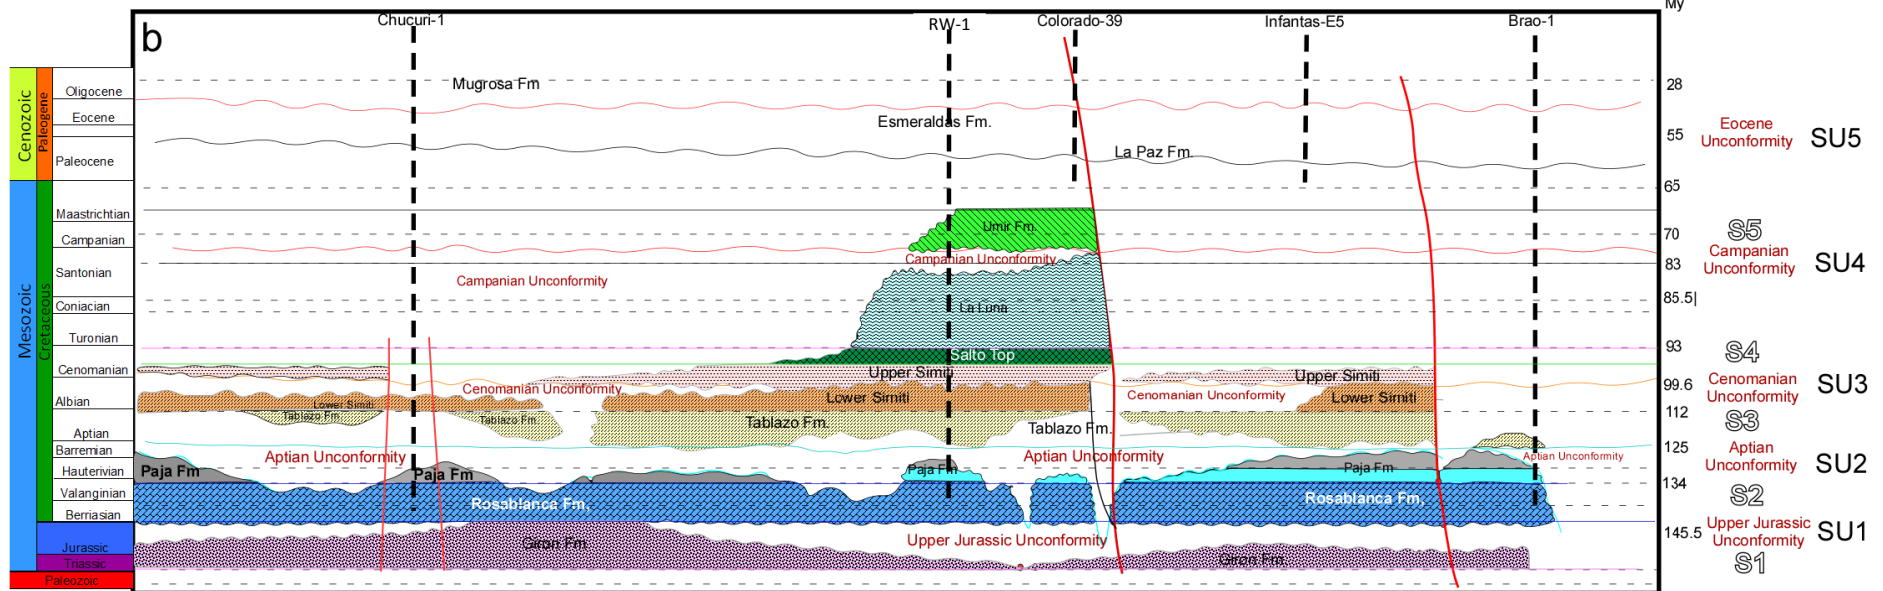 My
Chucuri-1
RW-1
Colorado-39
Infantas-E5
Brao-1
b
Cenozoic
Paleogene
Mesozoic
Cretaceous
Oligocene
Eocene
Paleocene
Maastrichtian
Campanian
Santonian
Coniacian
Turonian
Cenomanian
Albian
Aptian
Barremian
Hauterivian
Valanginian
Berriasian
Jurassic
Triassic
Paleozoic
Mugrosa Fm
Esmeraldas Fm.
La Paz Fm.
Umir Fm.
Campanian Unconformity
Campanian Unconformity
La Luna
Salto Top
Upper Simiti
Upper Simiti
Cenomanian Unconformity
Cenomanian Unconformity
Lower Simiti
Lower Simiti
Lower Simiti
Tablazo Fm.
Tablazo Fm.
Tablazo Fm.
Tablazo Fm.
Aptian Unconformity
Aptian Unconformity
Aptian Unconformity
Paja Fm
Paja Fm
Paja Fm
Paja Fm
Rosablanca Fm,
Rosablanca Fm,
Upper Jurassic Unconformity
Giron Fm
Giron Fm.
28
55
65
70
83
85.5|
93
99.6
112
125
134
145.5
Eocene
Unconformity
SU5
S5
Campanian
Unconformity
SU4
S4
Cenomanian
Unconformity
SU3
S3
Aptian
Unconformity
SU2
S2
Upper Jurassic
Unconformity
SU1
S1